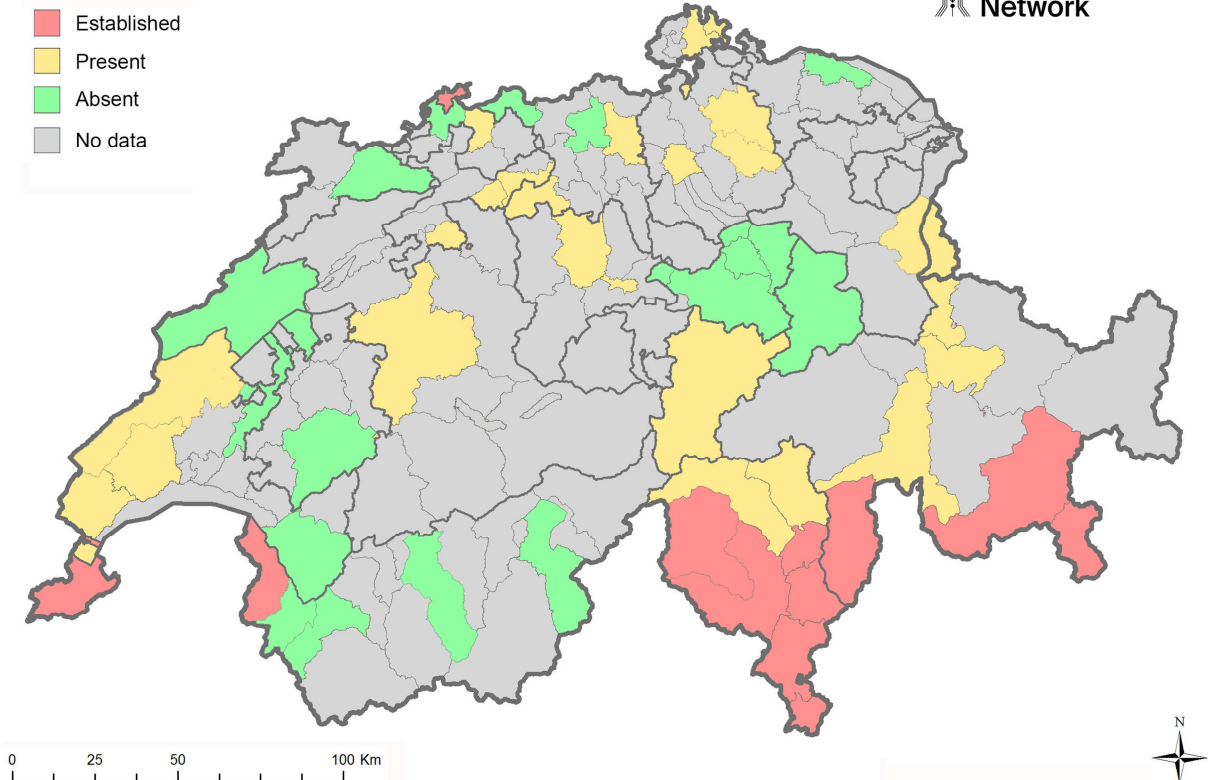 Established
Network
Present
Absent
No data
N
0 25 50 100 Km